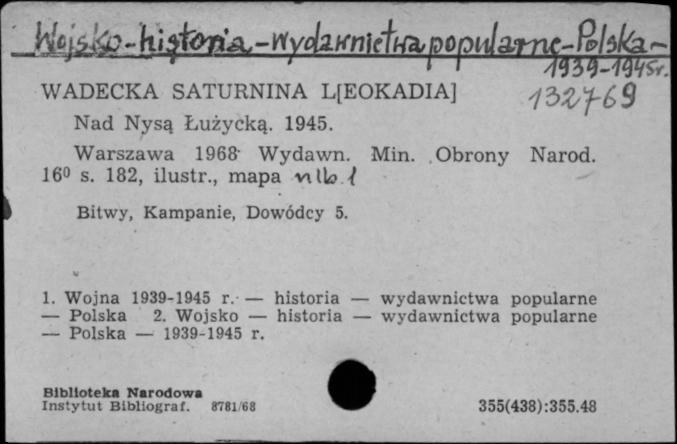 Wojsko-historia-wydawnictwa popularne-Polska-
1939-1945r.
WADECKA SATURNINA L[EOKADIA]
132769
Nad Nysą Łużycką. 1945.
Warszawa 1968 Wydawn. Min. Obrony Narod.
16⁰ s. 182, ilustr., mapa nlb. 1
Bitwy, Kampanie, Dowódcy 5.
1. Wojna 1939-1945 r. — historia — wydawnictwa popularne
— Polska 2. Wojsko — historia — wydawnictwa popularne
— Polska — 1939-1945 r.
Biblioteka Narodowa
Instytut Bibliograf. 8781/68
355(438):355.48